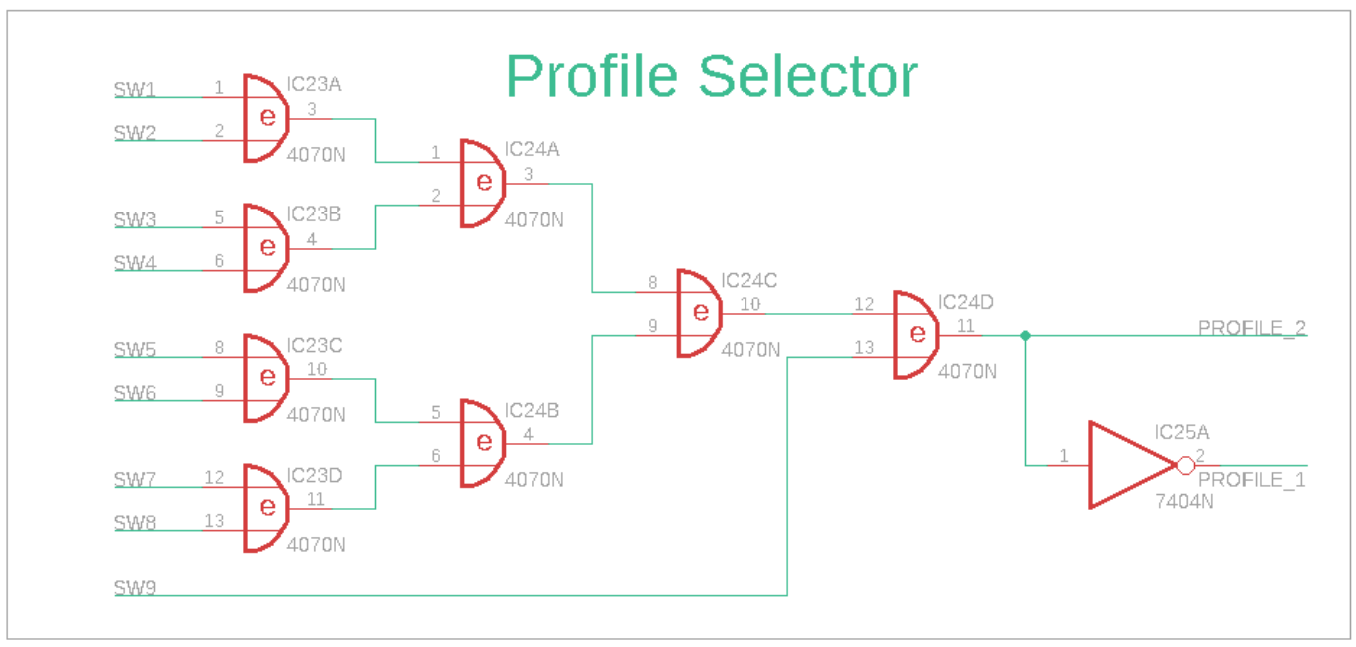 Profile Selector
SW1 1 IC23A
3
SW2 2
4070N
SW3 5 IC23B
4
SW4 6
4070N
SW5 8 IC23C
10
SW6 9
4070N
SW7 12 IC23D
11
SW8 13
4070N
SW9
e
e
e
e
1 IC24A
3
2
4070N
e
5 IC24B
4
6
4070N
e
8 IC24C
10
9
4070N
e
12 IC24D
11
13
4070N
e
PROFILE_2
IC25A
1 2
PROFILE_1
7404N